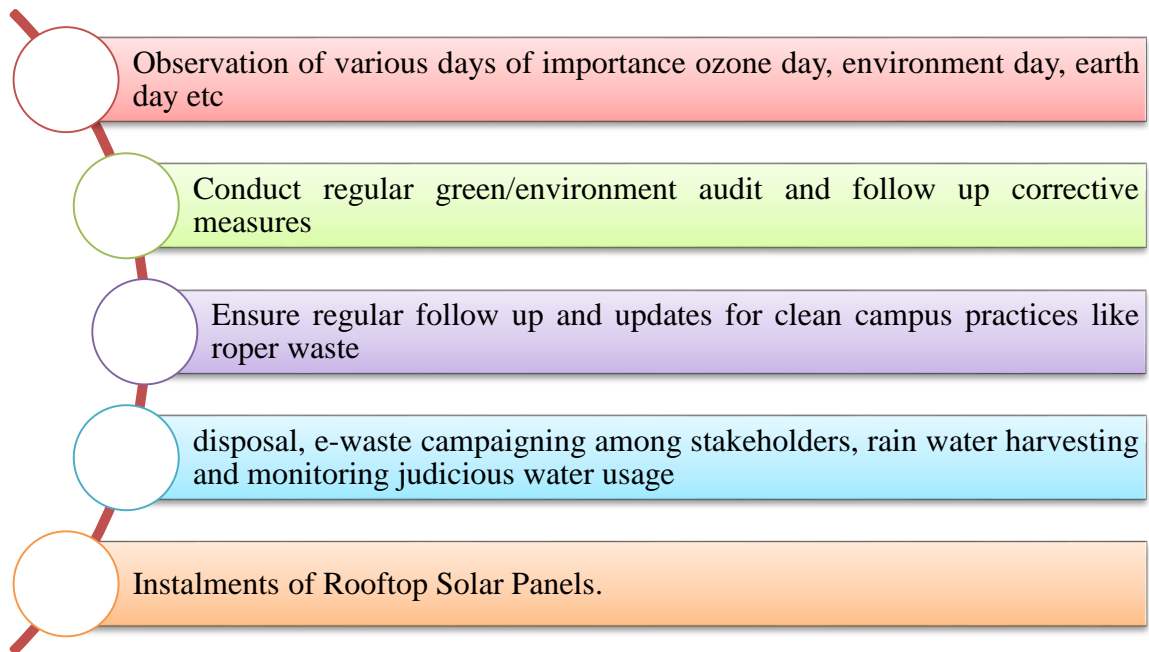 Observation of various days of importance ozone day, environment day, earth
day etc
Conduct regular green/environment audit and follow up corrective
measures
Ensure regular follow up and updates for clean campus practices like
roper waste
disposal, e-waste campaigning among stakeholders, rain water harvesting
and monitoring judicious water usage
Instalments of Rooftop Solar Panels.